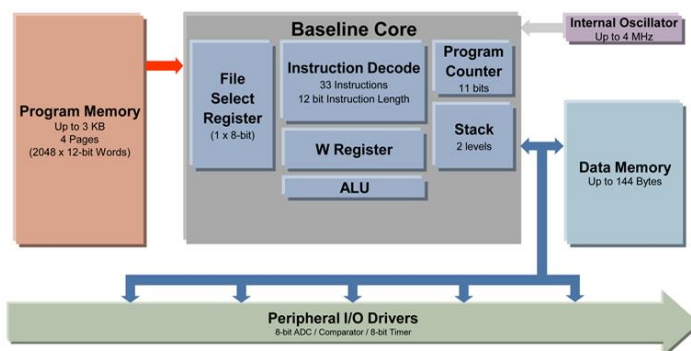 Program Memory
Up to 3 KB
4 Pages
(2048 x 12-bit Words)
Baseline Core
File
Select
Register
(1 x 8-bit)
Instruction Decode
33 Instructions
12 bit Instruction Length
W Register
ALU
Program
Counter
11 bits
Stack
2 levels
Internal Oscillator
Up to 4 MHz
Data Memory
Up to 144 Bytes
Peripheral I/O Drivers
8-bit ADC / Comparator / 8-bit Timer